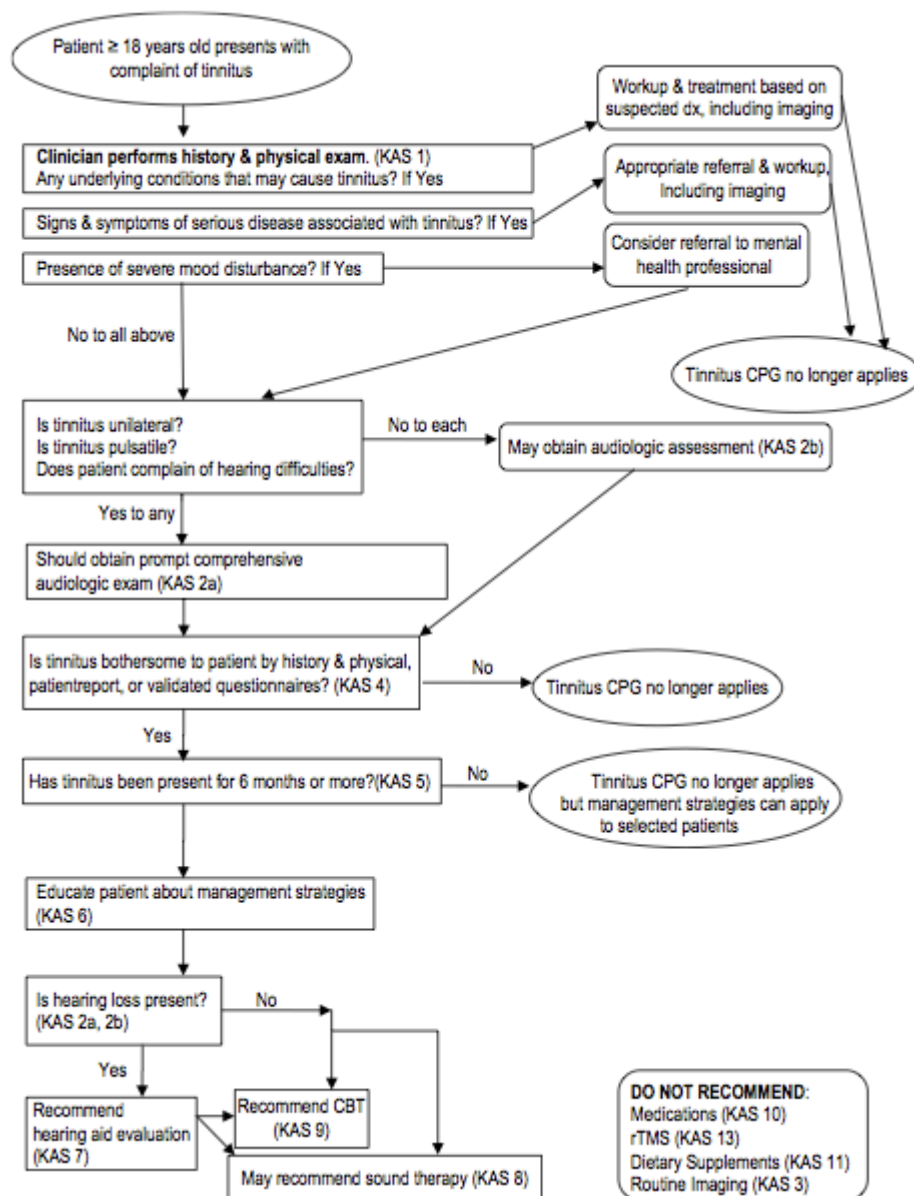 Patient ≥ 18 years old presents with
complaint of tinnitus
Workup & treatment based on
suspected dx, including imaging
Clinician performs history & physical exam. (KAS 1)
Any underlying conditions that may cause tinnitus? If Yes
Appropriate referral & workup,
Including imaging
Signs & symptoms of serious disease associated with tinnitus? If Yes
Consider referral to mental
health professional
Presence of severe mood disturbance? If Yes
No to all above
Tinnitus CPG no longer applies
Is tinnitus unilateral?
Is tinnitus pulsatile?
Does patient complain of hearing difficulties?
No to each
May obtain audiologic assessment (KAS 2b)
Yes to any
Should obtain prompt comprehensive
audiologic exam (KAS 2a)
Is tinnitus bothersome to patient by history & physical,
patientreport, or validated questionnaires? (KAS 4)
No
Tinnitus CPG no longer applies
Yes
Has tinnitus been present for 6 months or more?(KAS 5)
No
Tinnitus CPG no longer applies
but management strategies can apply
to selected patients
Educate patient about management strategies
(KAS 6)
Is hearing loss present?
(KAS 2a, 2b)
No
Yes
Recommend
hearing aid evaluation
(KAS 7)
Recommend CBT
(KAS 9)
May recommend sound therapy (KAS 8)
DO NOT RECOMMEND:
Medications (KAS 10)
rTMS (KAS 13)
Dietary Supplements (KAS 11)
Routine Imaging (KAS 3)